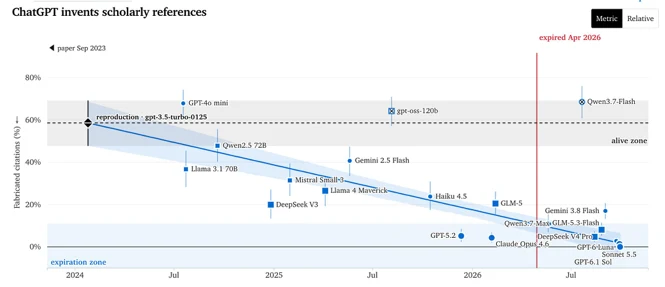 ChatGPT invents scholarly references
Metric Relative
expired Apr 2026
◀ paper Sep 2023
80%
60%
40%
20%
0%
Fabricated citations (%) ←
GPT-4o mini
gpt-oss-120b
Qwen3.7-Flash
reproduction · gpt-3.5-turbo-0125
alive zone
Qwen2.5 72B
Gemini 2.5 Flash
Llama 3.1 70B
Mistral Small 3
Llama 4 Maverick
Haiku 4.5
DeepSeek V3
GLM-5
Gemini 3.8 Flash
Qwen3.7-Max
GLM-5.3-Flash
GPT-5.2
DeepSeek V4 Pro
Claude Opus 4.6
GPT-6 Luna
Sonnet 5.5
GPT-6.1 Sol
expiration zone
2024 Jul 2025 Jul 2026 Jul